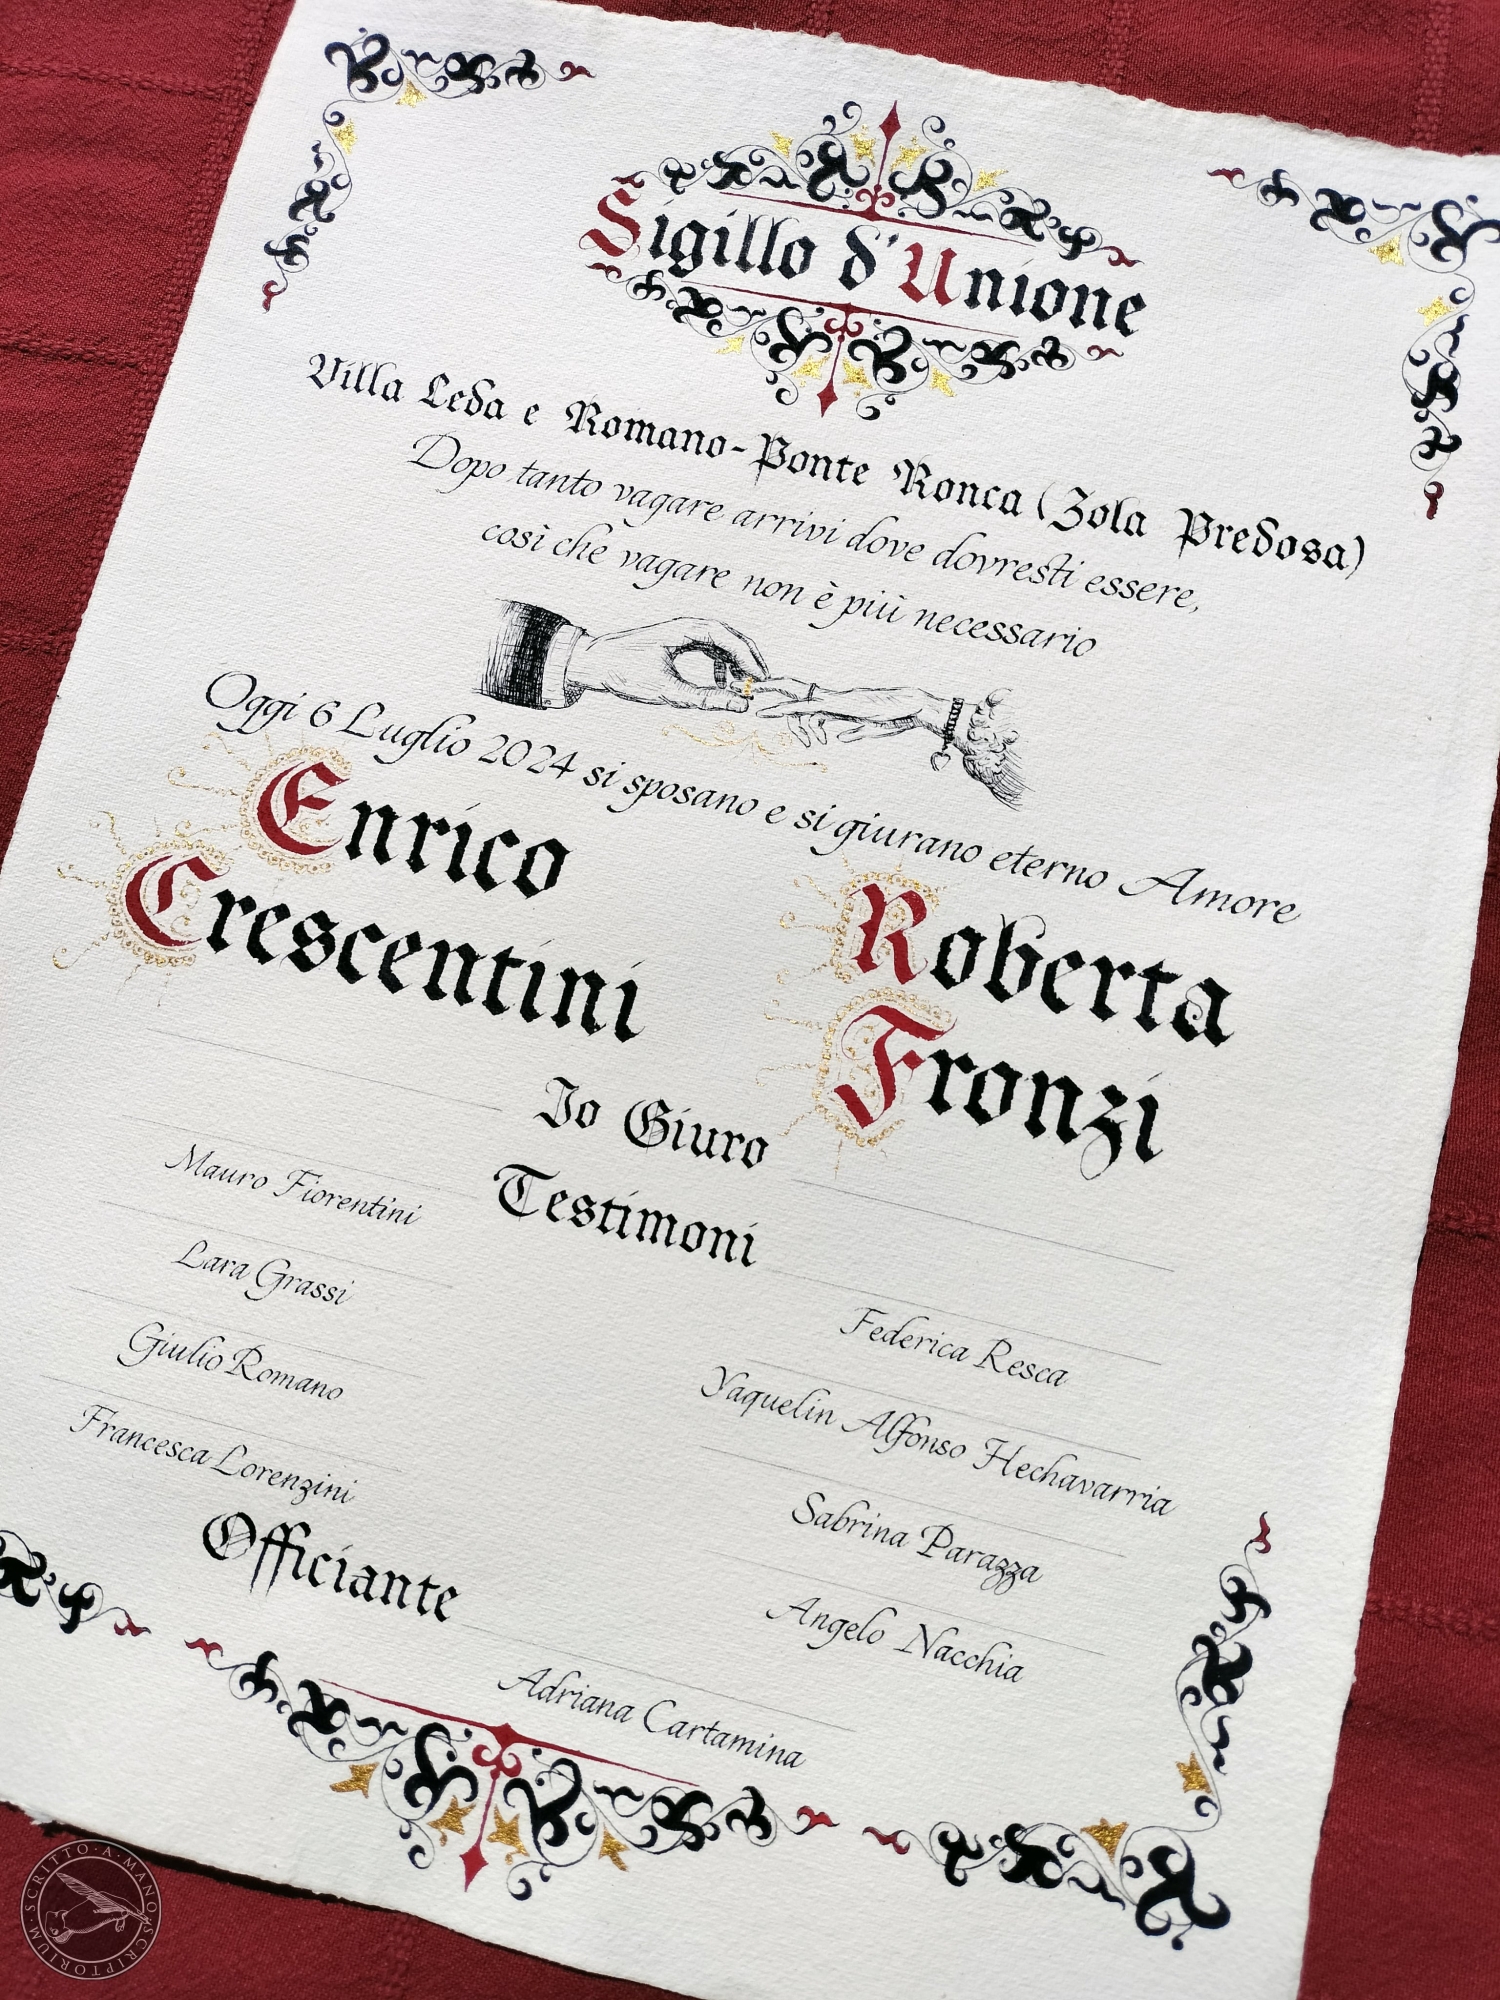 Sigillo d'Unione
Villa Leda e Romano-Ponte Ronca (Zola Predosa)
Dopo tanto vagare arrivi dove dovresti essere,
così che vagare non è più necessario
Oggi 6 Luglio 2024 si sposano e si giurano eterno Amore
Enrico
Crescentini
Roberta
Fronzi
Io Giuro
Testimoni
Mauro Fiorentini
Lara Grassi
Giulio Romano
Francesca Lorenzini
Federica Resca
Yaquelin Alfonso Hechavarria
Sabrina Parazza
Angelo Nacchia
Officiante
Adriana Cartamina
SCRITTO·A·MANO·SCRIPTORIUM·